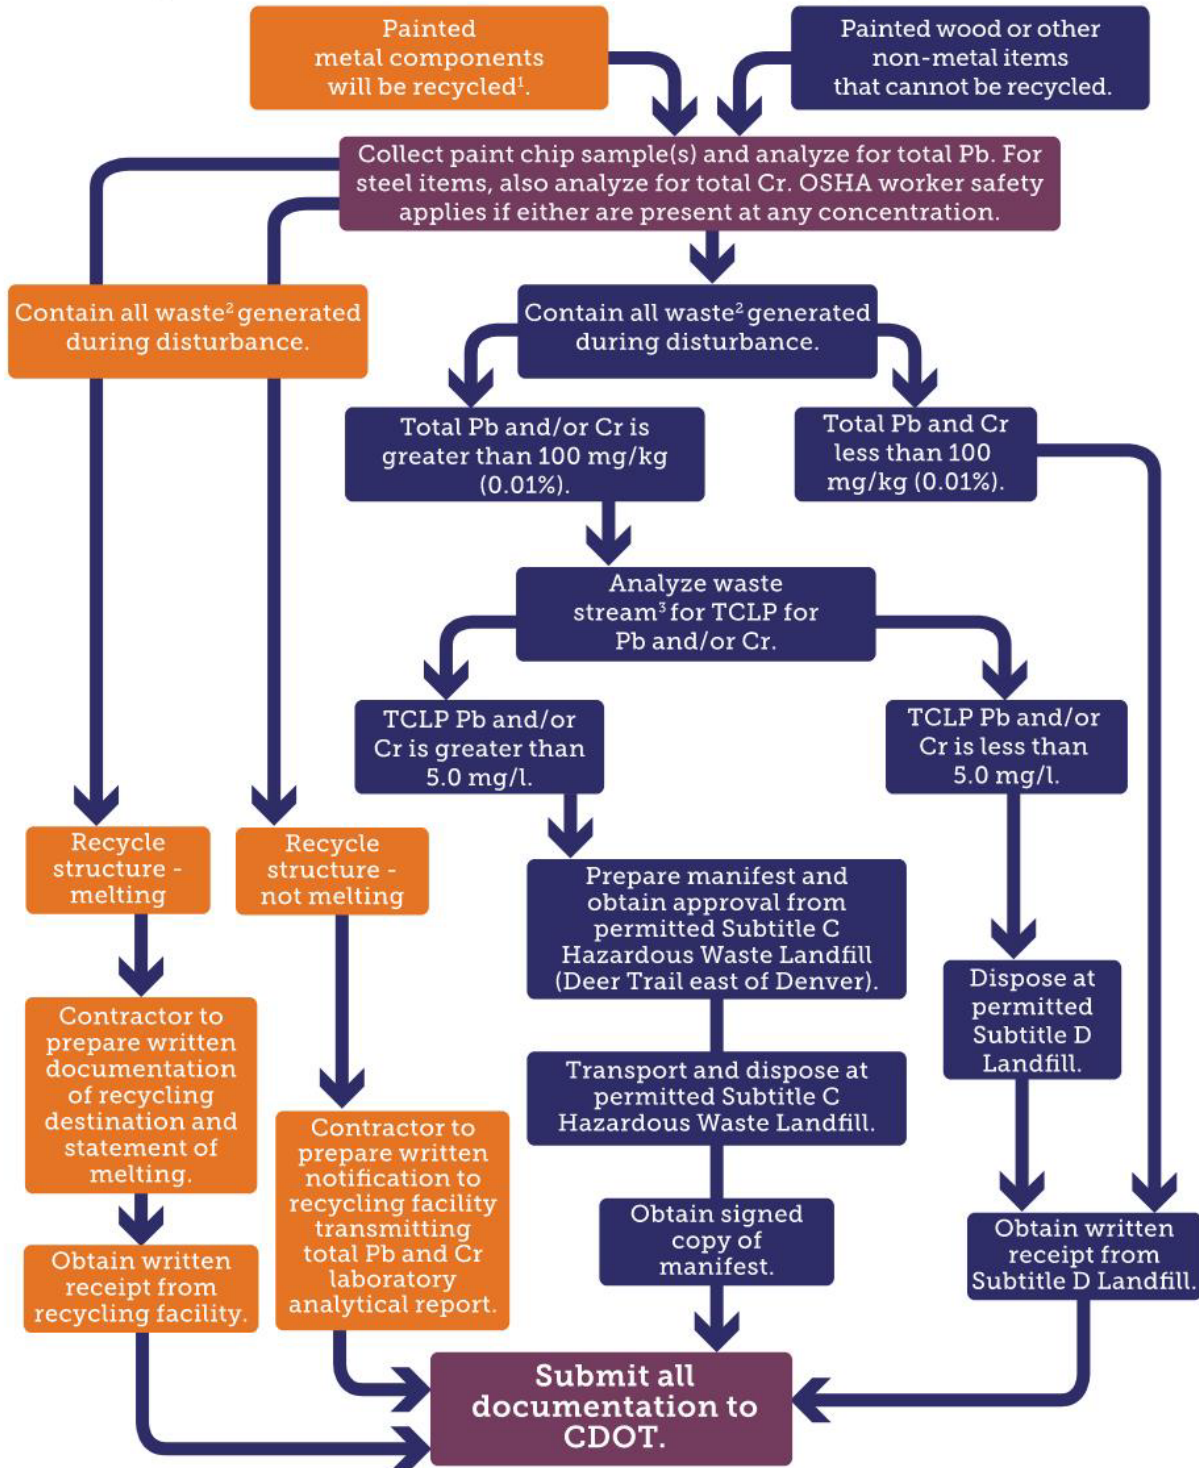 Painted
metal components
will be recycled¹.
Painted wood or other
non-metal items
that cannot be recycled.
Collect paint chip sample(s) and analyze for total Pb. For
steel items, also analyze for total Cr. OSHA worker safety
applies if either are present at any concentration.
Contain all waste² generated
during disturbance.
Contain all waste² generated
during disturbance.
Total Pb and/or Cr is
greater than 100 mg/kg
(0.01%).
Total Pb and Cr
less than 100
mg/kg (0.01%).
Analyze waste
stream³ for TCLP for
Pb and/or Cr.
TCLP Pb and/or
Cr is greater than
5.0 mg/l.
TCLP Pb and/or
Cr is less than
5.0 mg/l.
Recycle
structure -
melting
Recycle
structure -
not melting
Prepare manifest and
obtain approval from
permitted Subtitle C
Hazardous Waste Landfill
(Deer Trail east of Denver).
Dispose at
permitted
Subtitle D
Landfill.
Contractor to
prepare written
documentation
of recycling
destination and
statement of
melting.
Transport and dispose at
permitted Subtitle C
Hazardous Waste Landfill.
Contractor to
prepare written
notification to
recycling facility
transmitting
total Pb and Cr
laboratory
analytical report.
Obtain signed
copy of
manifest.
Obtain written
receipt from
Subtitle D Landfill.
Obtain written
receipt from
recycling facility.
Submit all
documentation to
CDOT.